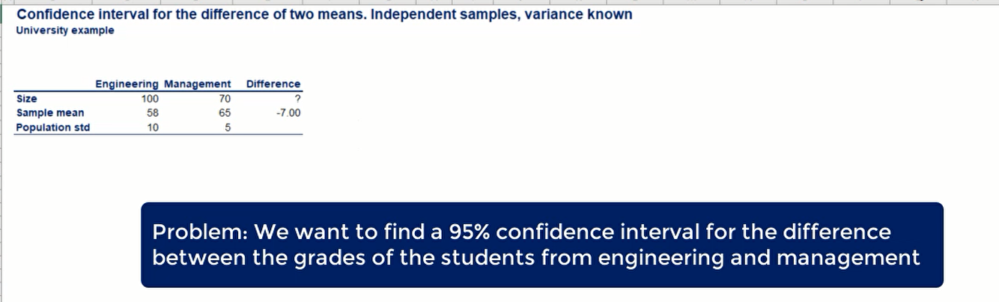 Confidence interval for the difference of two means. Independent samples, variance known
University example
Engineering Management Difference
Size 100 70 ?
Sample mean 58 65 -7.00
Population std 10 5
Problem: We want to find a 95% confidence interval for the difference
between the grades of the students from engineering and management